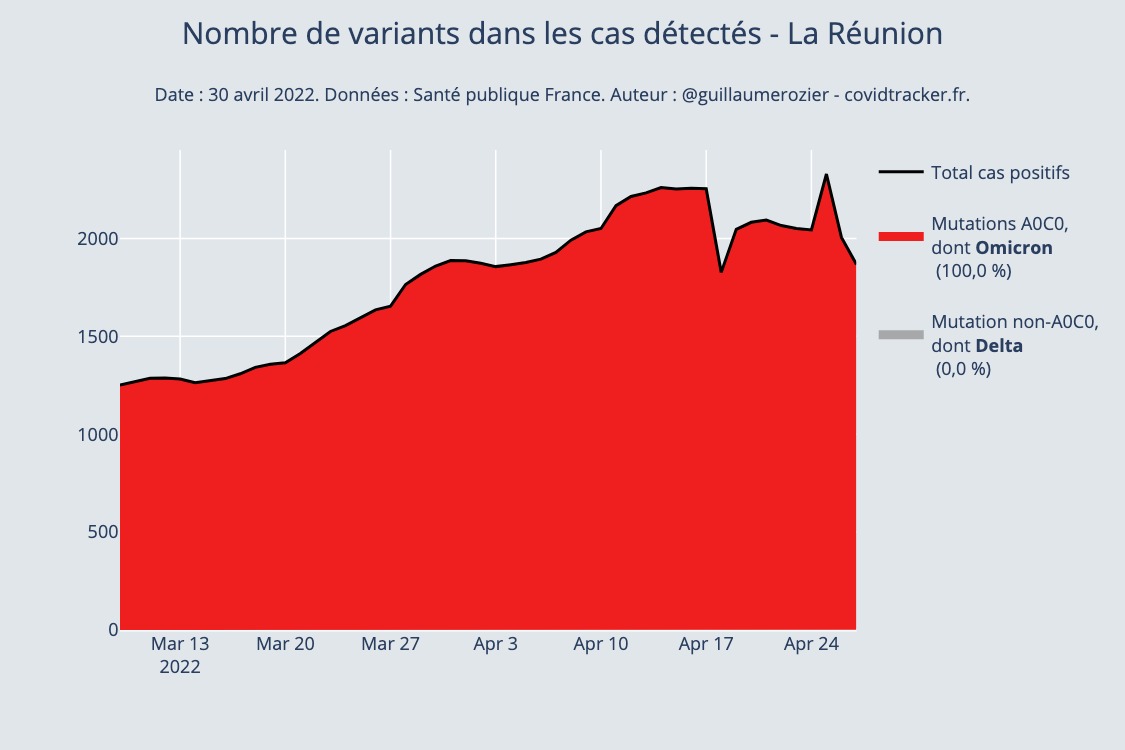 Nombre de variants dans les cas détectés - La Réunion
Date : 30 avril 2022. Données : Santé publique France. Auteur : @guillaumerozier - covidtracker.fr.
Total cas positifs
Mutations A0C0,
dont Omicron
(100,0 %)
Mutation non-A0C0,
dont Delta
(0,0 %)
2000
1500
1000
500
0
Mar 13
2022
Mar 20
Mar 27
Apr 3
Apr 10
Apr 17
Apr 24